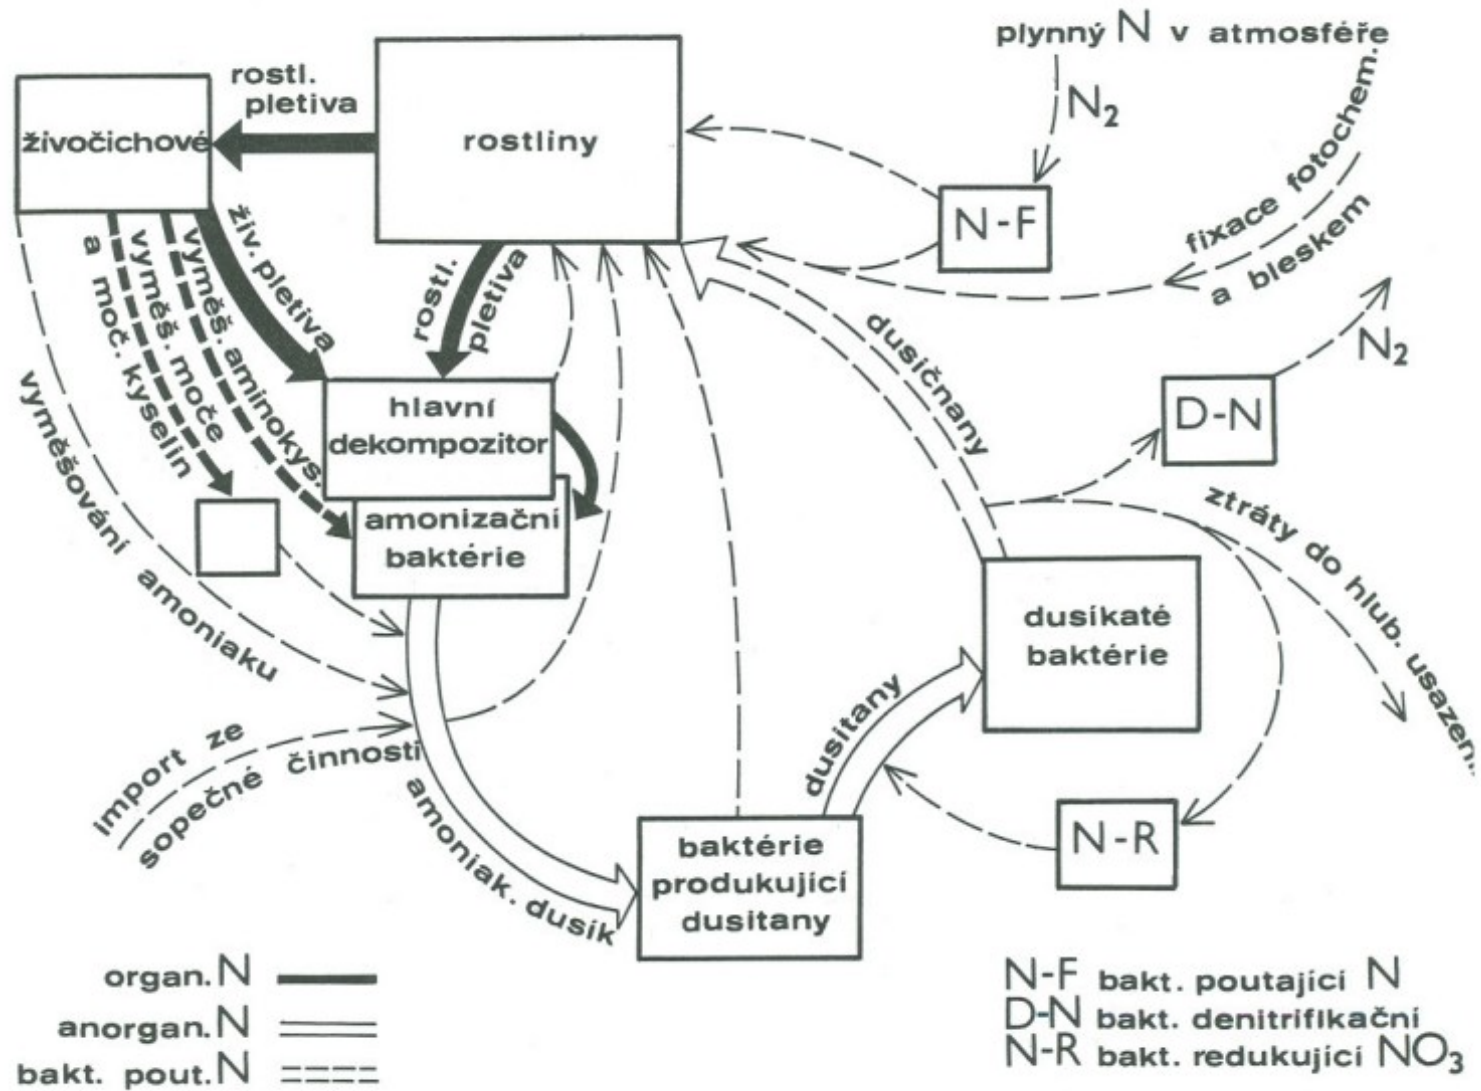 plynný N v atmosféře
rostl.
pletiva
živočichové
rostliny
N2
fixace fotochem.
a bleskem
N-F
živ. pletiva
vyměš. aminokys.
vyměš. moče
a moč. kyselin
rostl.
pletiva
dusičnany
N2
D-N
hlavní
dekompozitor
vyměšování amoniaku
amonizační
baktérie
ztráty do hlub. usazen.
dusíkaté
baktérie
dusitany
import ze
sopečné činnosti
amoniak. dusík
N-R
baktérie
produkující
dusitany
organ. N
anorgan. N
bakt. pout. N
N-F bakt. poutající N
D-N bakt. denitrifikační
N-R bakt. redukující NO3